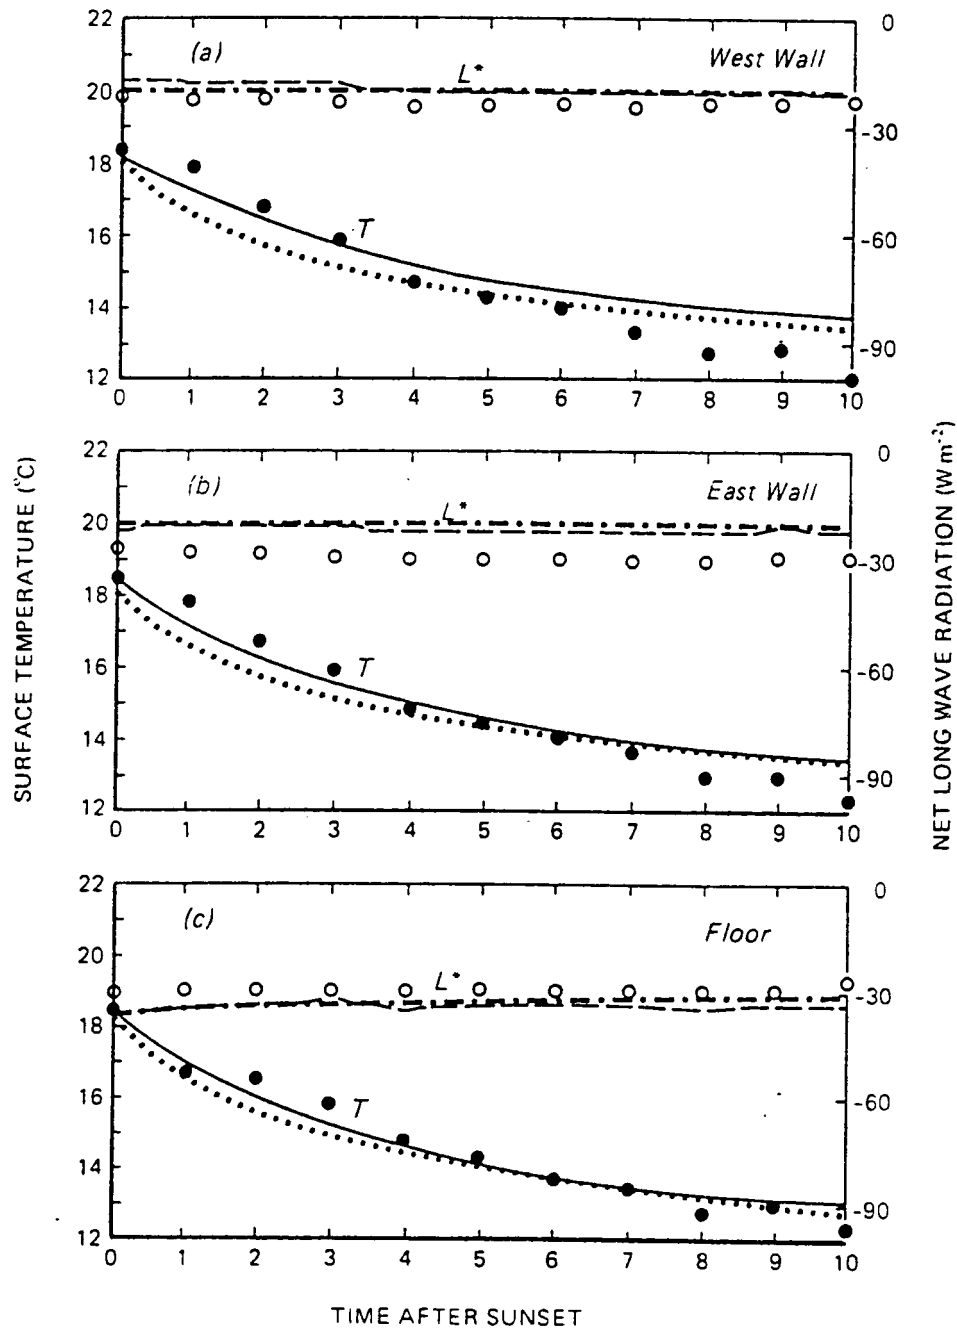 22
20
18
16
14
12
(a)
West Wall
L*
T
0
-30
-60
-90
0 1 2 3 4 5 6 7 8 9 10
SURFACE TEMPERATURE (°C)
22
20
18
16
14
12
(b)
East Wall
L*
T
0
-30
-60
-90
0 1 2 3 4 5 6 7 8 9 10
NET LONG WAVE RADIATION (W m⁻²)
22
20
18
16
14
12
(c)
Floor
L*
T
0
-30
-60
-90
0 1 2 3 4 5 6 7 8 9 10
TIME AFTER SUNSET